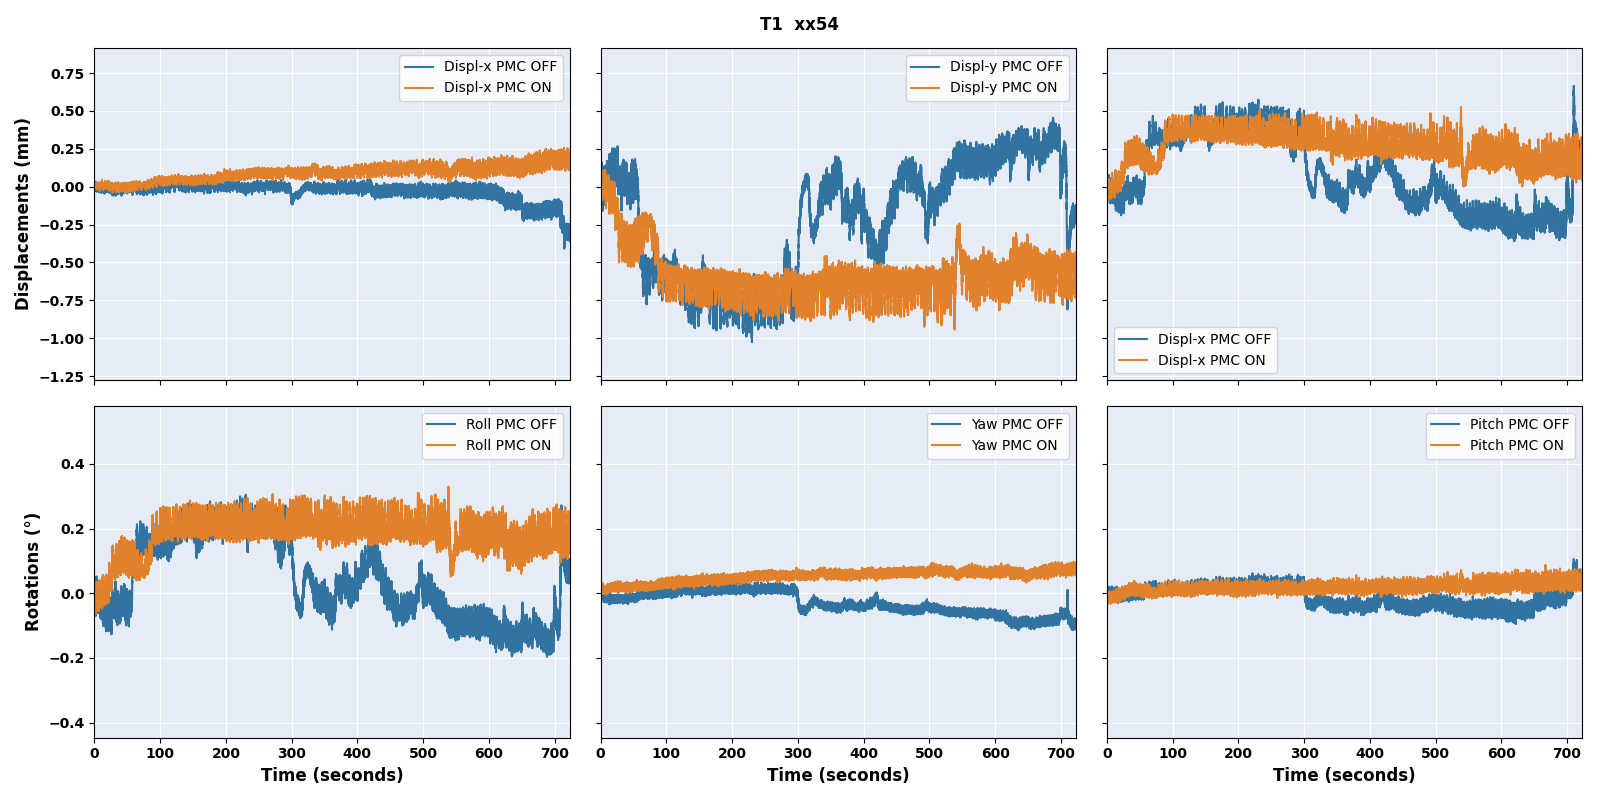 T1 xx54
Displacements (mm)
0.75
0.50
0.25
0.00
−0.25
−0.50
−0.75
−1.00
−1.25
Displ-x PMC OFF
Displ-x PMC ON
Displ-y PMC OFF
Displ-y PMC ON
Displ-x PMC OFF
Displ-x PMC ON
Rotations (°)
0.4
0.2
0.0
−0.2
−0.4
Roll PMC OFF
Roll PMC ON
Yaw PMC OFF
Yaw PMC ON
Pitch PMC OFF
Pitch PMC ON
0 100 200 300 400 500 600 700
0 100 200 300 400 500 600 700
0 100 200 300 400 500 600 700
Time (seconds)
Time (seconds)
Time (seconds)